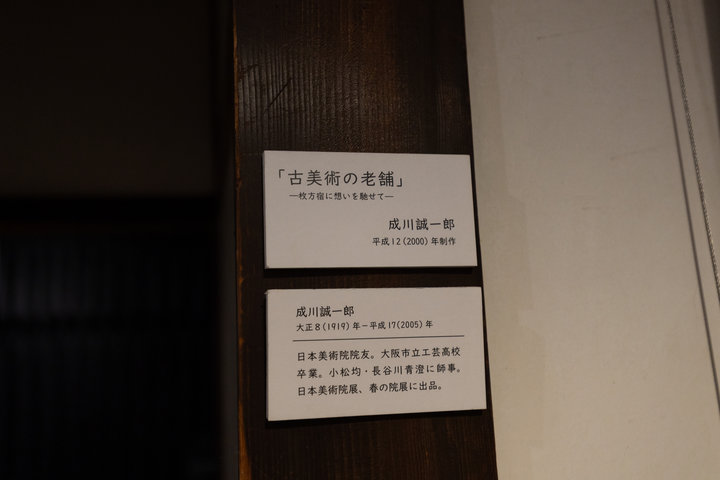 「古美術の老舗」
―枚方宿に想いを馳せて―
成川誠一郎
平成12(2000)年制作
成川誠一郎
大正8(1919)年－平成17(2005)年
日本美術院院友。大阪市立工芸高校
卒業。小松均・長谷川青澄に師事。
日本美術院展、春の院展に出品。